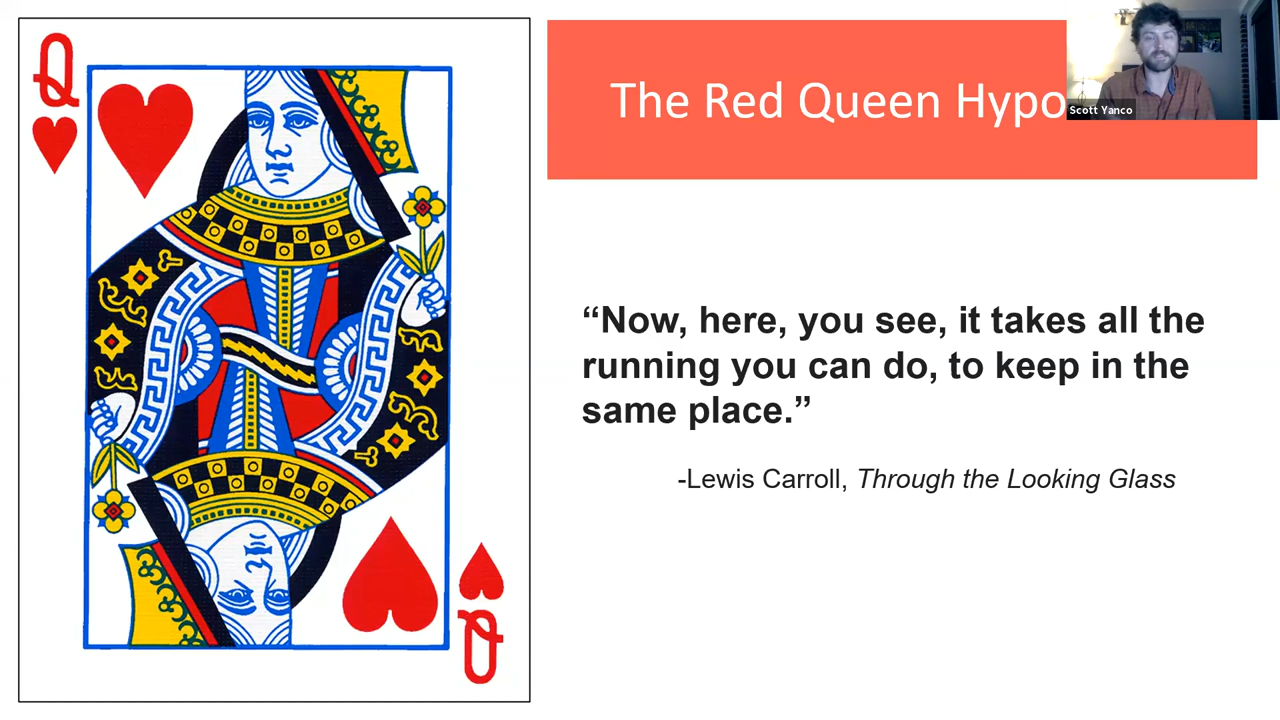 Q
The Red Queen Hypo
Scott Yanco
“Now, here, you see, it takes all the
running you can do, to keep in the
same place.”
-Lewis Carroll, Through the Looking Glass
Q